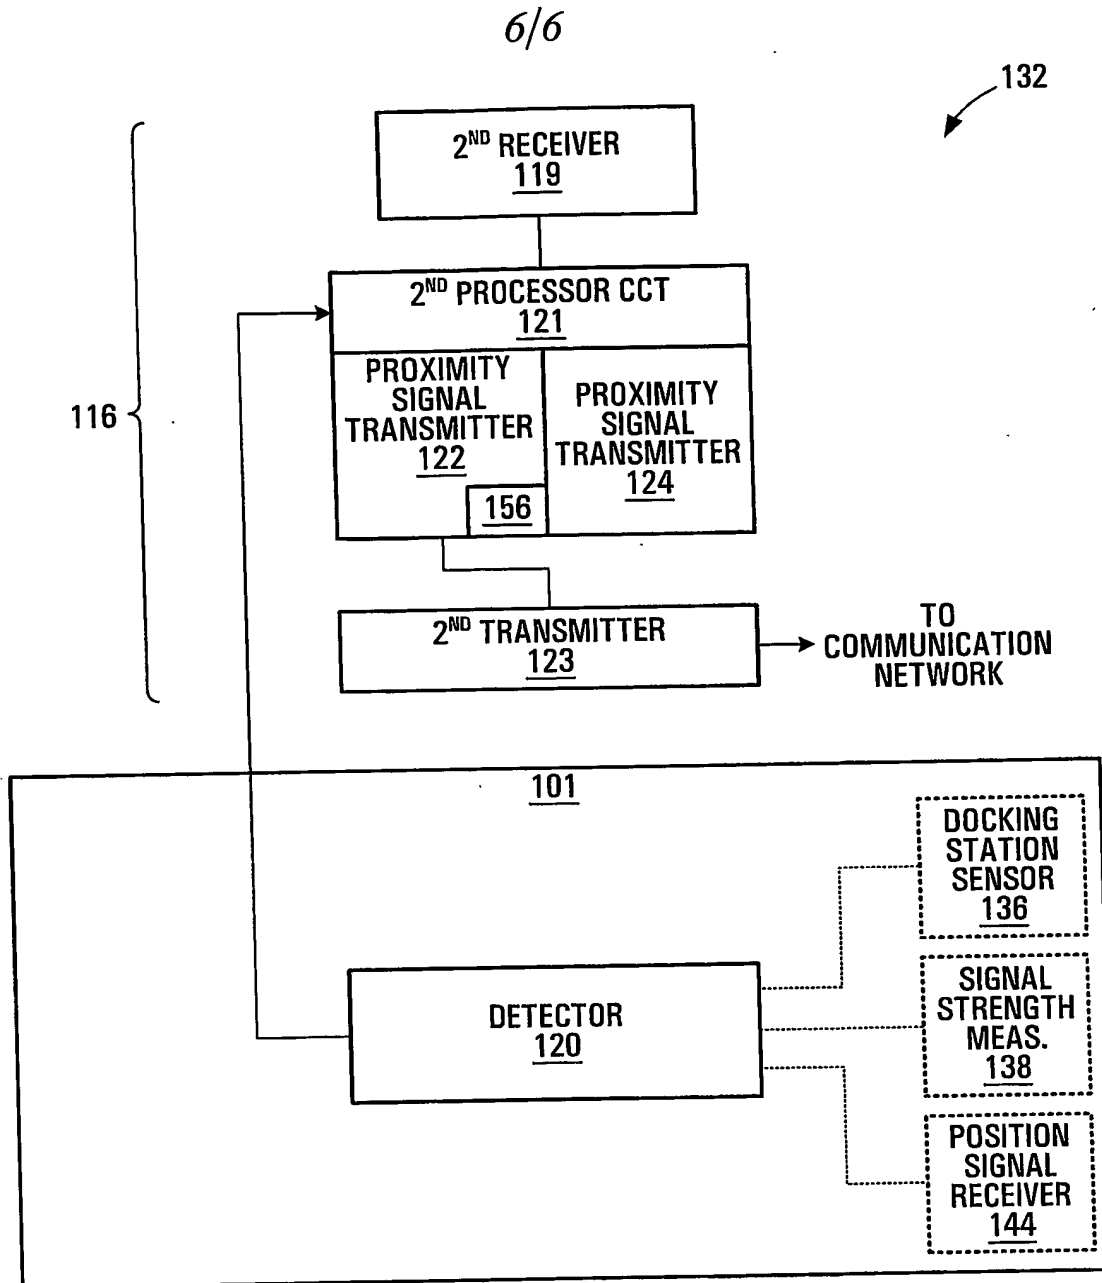 6/6
132
2ND RECEIVER
119
2ND PROCESSOR CCT
121
PROXIMITY
SIGNAL
TRANSMITTER
122
156
PROXIMITY
SIGNAL
TRANSMITTER
124
116
2ND TRANSMITTER
123
TO
COMMUNICATION
NETWORK
101
DOCKING
STATION
SENSOR
136
DETECTOR
120
SIGNAL
STRENGTH
MEAS.
138
POSITION
SIGNAL
RECEIVER
144